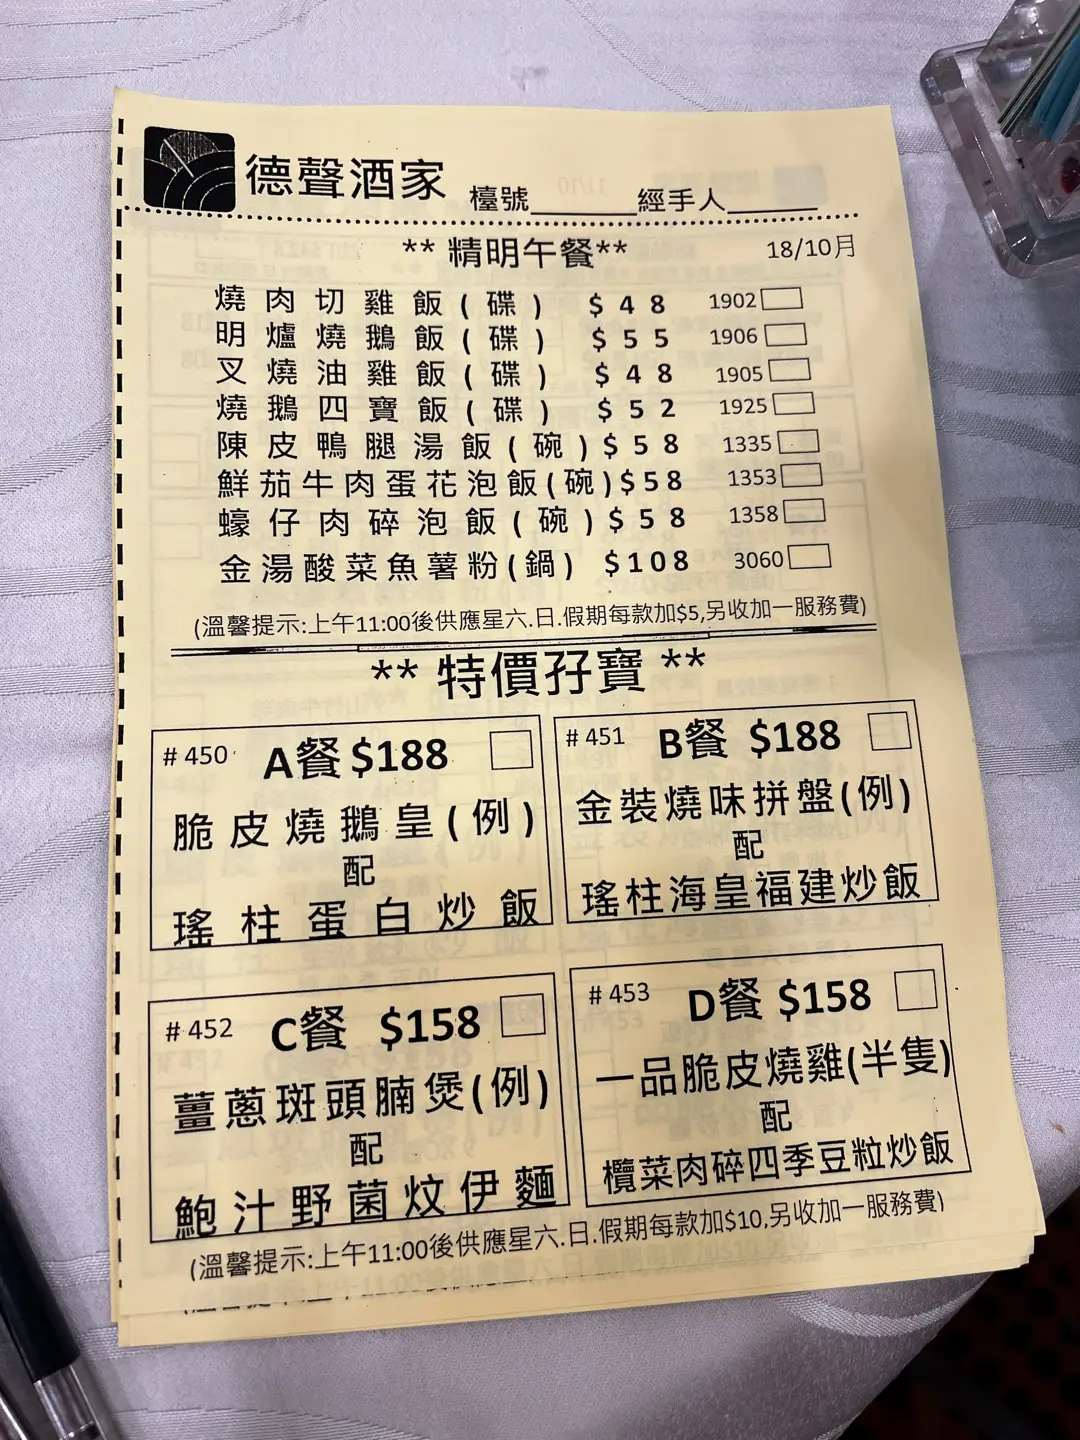 德聲酒家 檯號______ 經手人______
** 精明午餐** 18/10月
燒肉切雞飯(碟) $48 1902
明爐燒鵝飯(碟) $55 1906
叉燒油雞飯(碟) $48 1905
燒鵝四寶飯(碟) $52 1925
陳皮鴨腿湯飯(碗) $58 1335
鮮茄牛肉蛋花泡飯(碗) $58 1353
蠔仔肉碎泡飯(碗) $58 1358
金湯酸菜魚薯粉(鍋) $108 3060
(溫馨提示:上午11:00後供應星六.日.假期每款加$5,另收加一服務費)
** 特價孖寶 **
#450 A餐 $188
脆皮燒鵝皇(例)
配
瑤柱蛋白炒飯
#451 B餐 $188
金裝燒味拼盤(例)
配
瑤柱海皇福建炒飯
#452 C餐 $158
薑蔥斑頭腩煲(例)
配
鮑汁野菌炆伊麵
#453 D餐 $158
一品脆皮燒雞(半隻)
配
欖菜肉碎四季豆粒炒飯
(溫馨提示:上午11:00後供應星六.日.假期每款加$10,另收加一服務費)